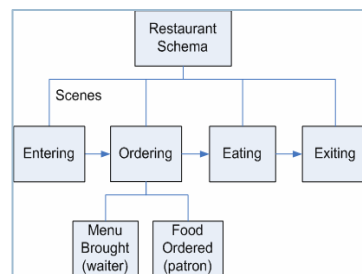 Restaurant
Schema
Scenes
Entering
Ordering
Eating
Exiting
Menu
Brought
(waiter)
Food
Ordered
(patron)